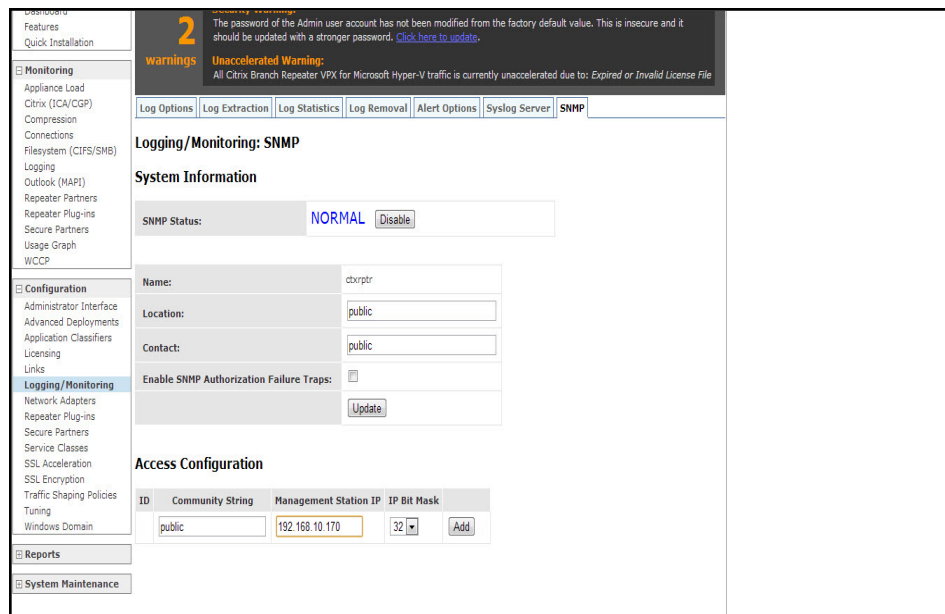 Dashboard
Features
Quick Installation
Monitoring
Appliance Load
Citrix (ICA/CGP)
Compression
Connections
Filesystem (CIFS/SMB)
Logging
Outlook (MAPI)
Repeater Partners
Repeater Plug-ins
Secure Partners
Usage Graph
WCCP
Configuration
Administrator Interface
Advanced Deployments
Application Classifiers
Licensing
Links
Logging/Monitoring
Network Adapters
Repeater Plug-ins
Secure Partners
Service Classes
SSL Acceleration
SSL Encryption
Traffic Shaping Policies
Tuning
Windows Domain
Reports
System Maintenance
2
warnings
Security Warning:
The password of the Admin user account has not been modified from the factory default value. This is insecure and it
should be updated with a stronger password. Click here to update.
Unaccelerated Warning:
All Citrix Branch Repeater VPX for Microsoft Hyper-V traffic is currently unaccelerated due to: Expired or Invalid License File
Log Options Log Extraction Log Statistics Log Removal Alert Options Syslog Server SNMP
Logging/Monitoring: SNMP
System Information
SNMP Status: NORMAL Disable
Name: ctxrptr
Location: public
Contact: public
Enable SNMP Authorization Failure Traps:
Update
Access Configuration
ID Community String Management Station IP IP Bit Mask
public 192.168.10.170 32 Add